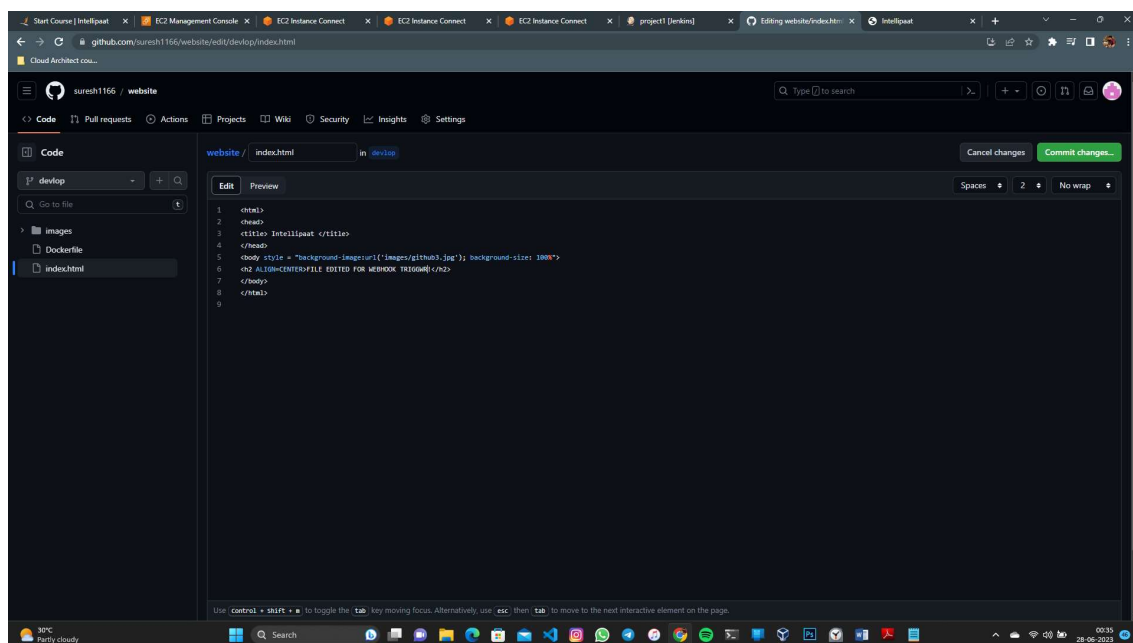 Start Course | Intellipaat
EC2 Management Console
EC2 Instance Connect
EC2 Instance Connect
EC2 Instance Connect
project1 [Jenkins]
Editing website/index.htm
Intellipaat
github.com/suresh1166/website/edit/devlop/index.html
Cloud Architect cou...
suresh1166 / website
Type / to search
Code
Pull requests
Actions
Projects
Wiki
Security
Insights
Settings
Code
website / index.html in devlop
Cancel changes
Commit changes...
devlop
Edit
Preview
Spaces
2
No wrap
Go to file
t
images
Dockerfile
index.html
1 <html>
2 <head>
3 <title> Intellipaat </title>
4 </head>
5 <body style = "background-image:url('images/github3.jpg'); background-size: 100%">
6 <h2 ALIGN=CENTER>FILE EDITED FOR WEBHOOK TRIGGWR!</h2>
7 </body>
8 </html>
9
Use Control + Shift + m to toggle the tab key moving focus. Alternatively, use esc then tab to move to the next interactive element on the page.
30°C
Partly cloudy
Search
00:35
28-06-2023